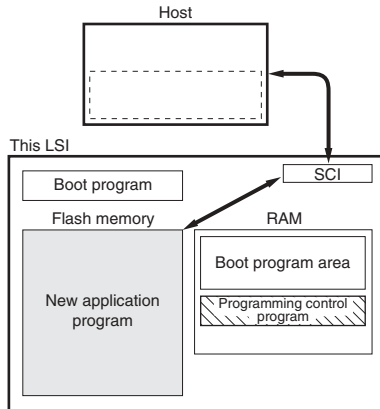 Host
This LSI
SCI
Boot program
Flash memory
RAM
Boot program area
New application
program
Programming control
program